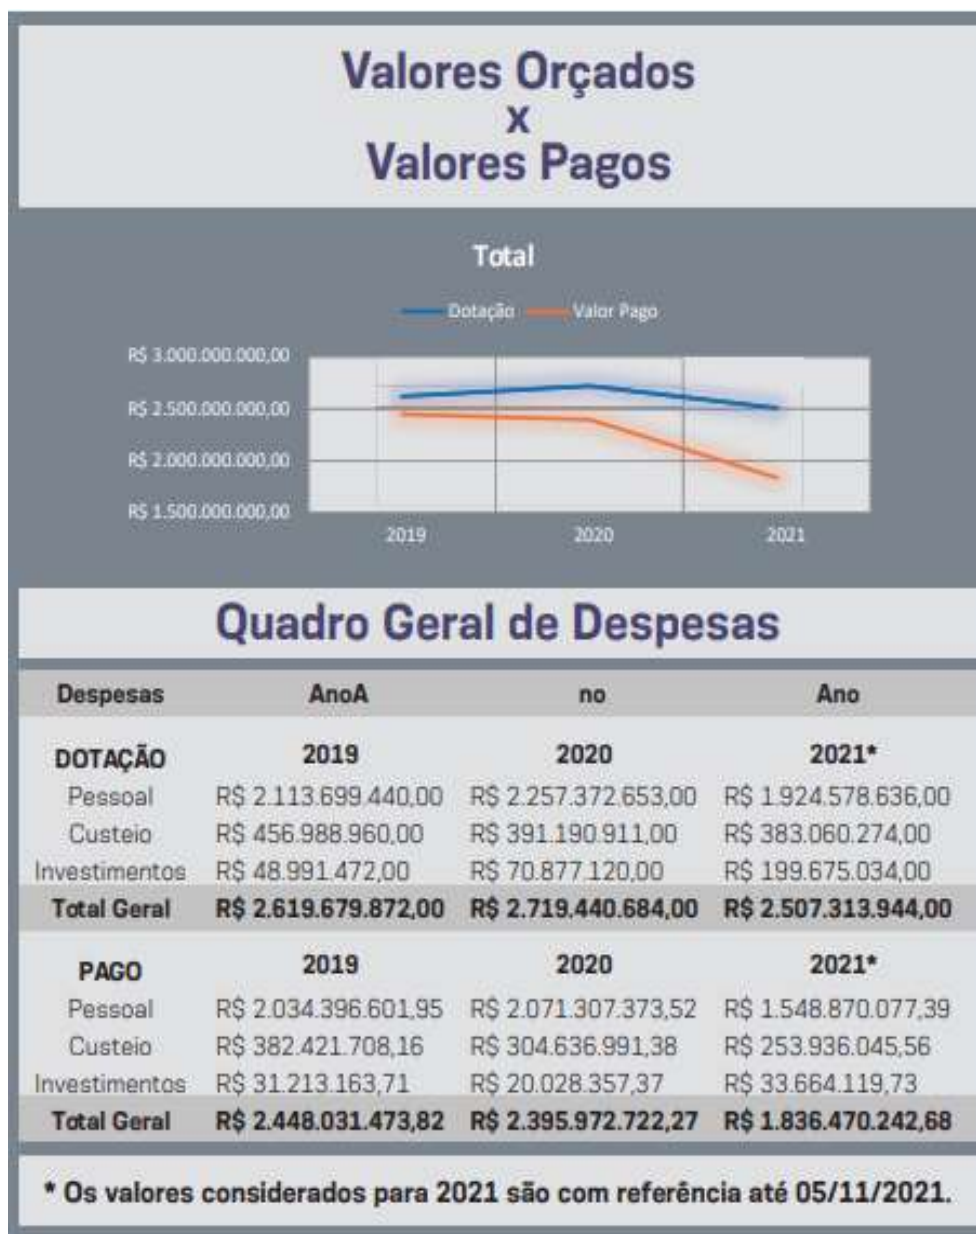 Valores Orçados
x
Valores Pagos
Total
Dotação Valor Pago
R$ 3.000.000.000,00
R$ 2.500.000.000,00
R$ 2.000.000.000,00
R$ 1.500.000.000,00
2019 2020 2021
Quadro Geral de Despesas
Despesas AnoA no Ano
DOTAÇÃO 2019 2020 2021*
Pessoal R$ 2.113.699.440,00 R$ 2.257.372.653,00 R$ 1.924.578.636,00
Custeio R$ 456.988.960,00 R$ 391.190.911,00 R$ 383.060.274,00
Investimentos R$ 48.991.472,00 R$ 70.877.120,00 R$ 199.675.034,00
Total Geral R$ 2.619.679.872,00 R$ 2.719.440.684,00 R$ 2.507.313.944,00
PAGO 2019 2020 2021*
Pessoal R$ 2.034.396.601,95 R$ 2.071.307.373,52 R$ 1.548.870.077,39
Custeio R$ 382.421.708,16 R$ 304.636.991,38 R$ 253.936.045,56
Investimentos R$ 31.213.163,71 R$ 20.028.357,37 R$ 33.664.119,73
Total Geral R$ 2.448.031.473,82 R$ 2.395.972.722,27 R$ 1.836.470.242,68
* Os valores considerados para 2021 são com referência até 05/11/2021.